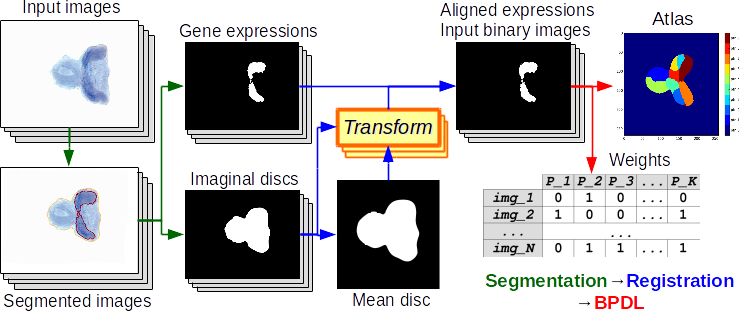 Input images
Gene expressions
Aligned expressions
Input binary images
Atlas
Transform
Segmented images
Imaginal discs
Mean disc
Weights
P_1 P_2 P_3 ... P_K
img_1 0 1 0 ... 0
img_2 1 0 0 ... 1
... ...
img_N 0 1 1 ... 1
Segmentation→Registration
→BPDL